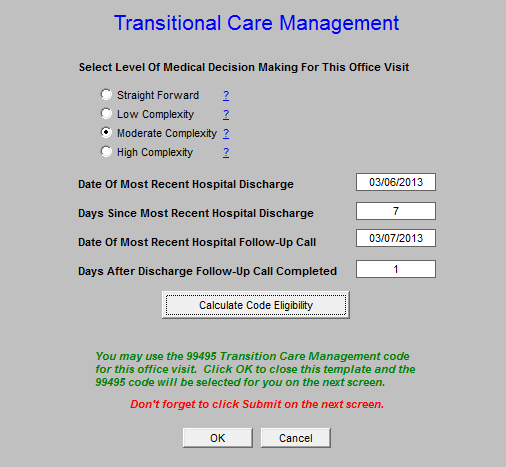 Transitional Care Management
Select Level Of Medical Decision Making For This Office Visit
Straight Forward ?
Low Complexity ?
Moderate Complexity ?
High Complexity ?
Date Of Most Recent Hospital Discharge 03/06/2013
Days Since Most Recent Hospital Discharge 7
Date Of Most Recent Hospital Follow-Up Call 03/07/2013
Days After Discharge Follow-Up Call Completed 1
Calculate Code Eligibility
You may use the 99495 Transition Care Management code
for this office visit. Click OK to close this template and the
99495 code will be selected for you on the next screen.
Don't forget to click Submit on the next screen.
OK Cancel